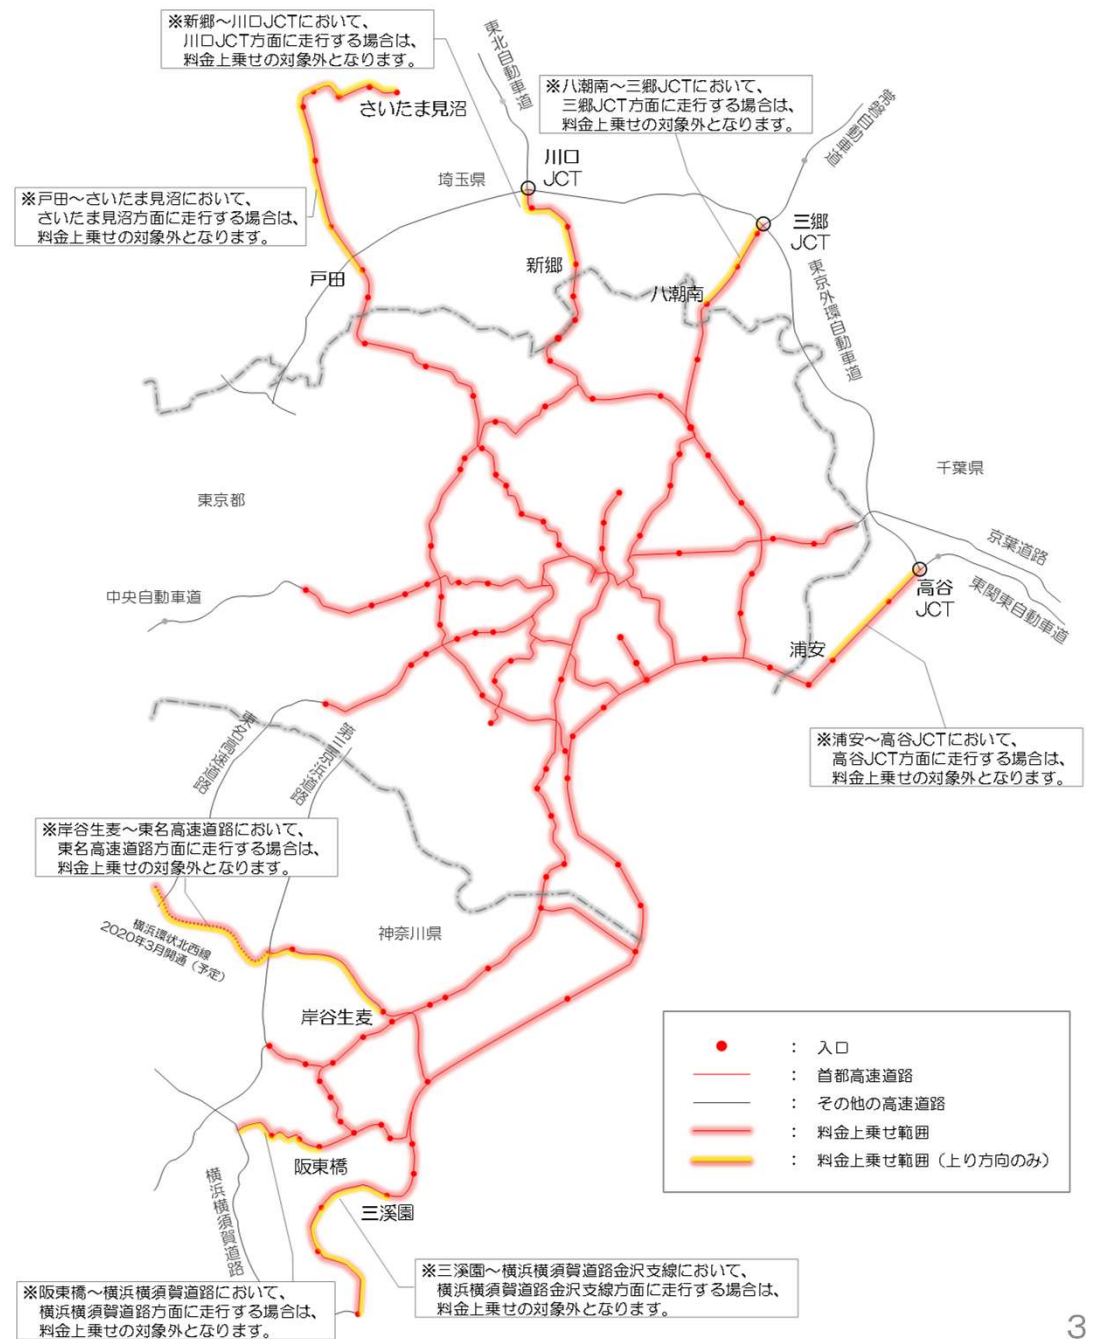 ※新郷～川口JCTにおいて、
川口JCT方面に走行する場合は、
料金上乗せの対象外となります。
東北自動車道
※八潮南～三郷JCTにおいて、
三郷JCT方面に走行する場合は、
料金上乗せの対象外となります。
常磐自動車道
さいたま見沼
川口
JCT
埼玉県
※戸田～さいたま見沼において、
さいたま見沼方面に走行する場合は、
料金上乗せの対象外となります。
三郷
JCT
新郷
戸田
八潮南
東京外環自動車道
千葉県
東京都
京葉道路
高谷
JCT
東関東自動車道
中央自動車道
浦安
東名高速道路
第三京浜道路
※浦安～高谷JCTにおいて、
高谷JCT方面に走行する場合は、
料金上乗せの対象外となります。
※岸谷生麦～東名高速道路において、
東名高速道路方面に走行する場合は、
料金上乗せの対象外となります。
横浜環状北西線
2020年3月開通（予定）
神奈川県
岸谷生麦
● ： 入口
： 首都高速道路
： その他の高速道路
： 料金上乗せ範囲
： 料金上乗せ範囲（上り方向のみ）
阪東橋
横浜横須賀道路
三溪園
※三溪園～横浜横須賀道路金沢支線において、
横浜横須賀道路金沢支線方面に走行する場合は、
料金上乗せの対象外となります。
※阪東橋～横浜横須賀道路において、
横浜横須賀道路方面に走行する場合は、
料金上乗せの対象外となります。
3